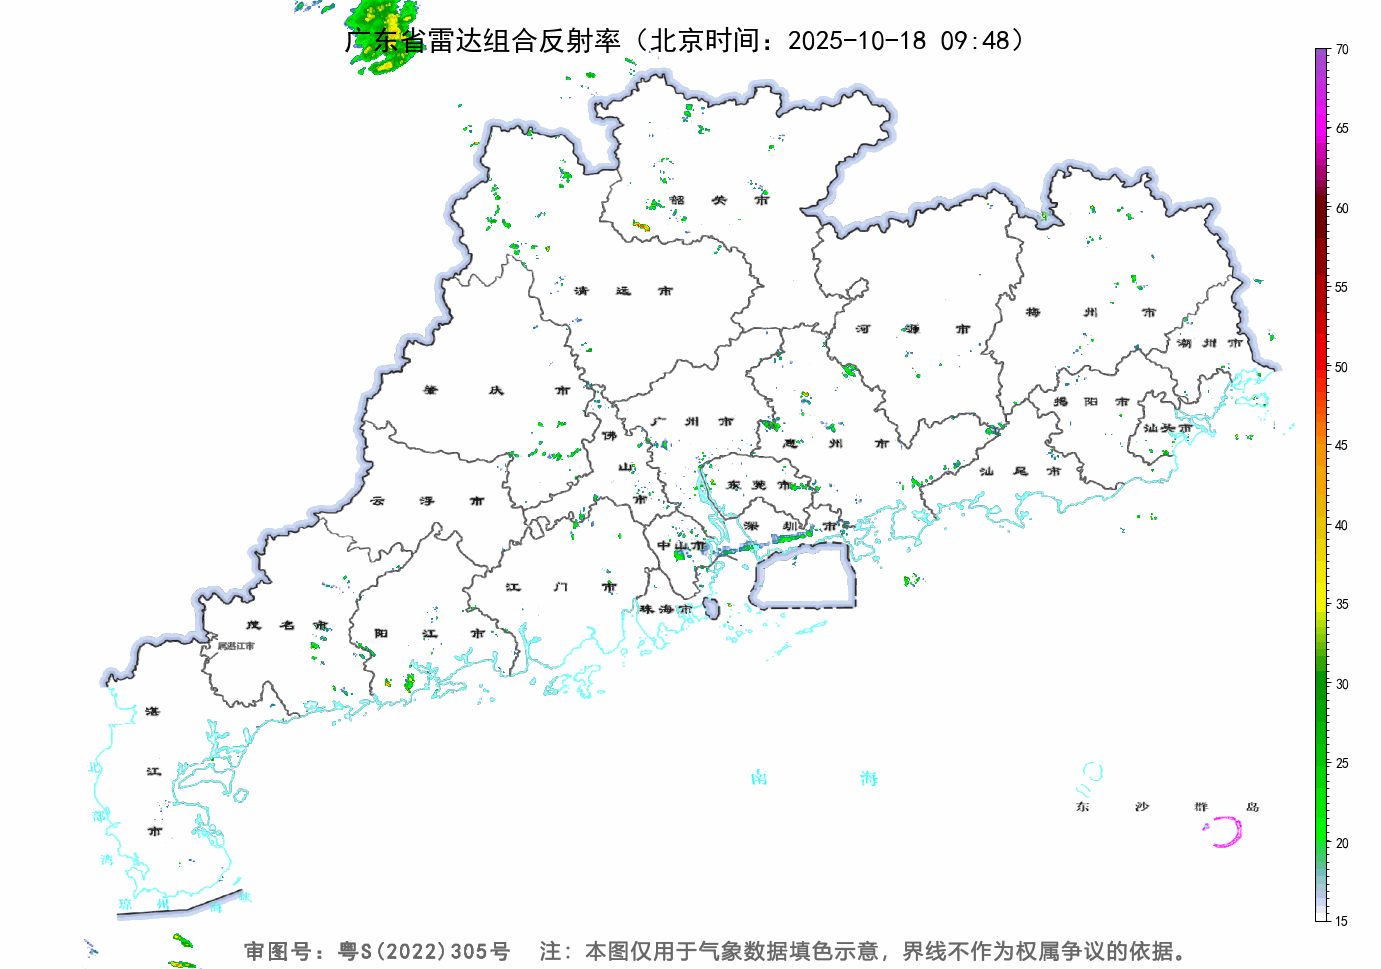 广东省雷达组合反射率（北京时间：2025-10-18 09:48）
70
65
60
55
50
45
40
35
30
25
20
15
韶关市
清远市
河源市
梅州市
潮州市
肇庆市
广州市
佛山市
惠州市
揭阳市
汕头市
汕尾市
云浮市
东莞市
深圳市
中山市
江门市
珠海市
茂名市
阳江市
属湛江市
湛江市
北部湾
南海
东沙群岛
琼州海峡
审图号：粤S(2022)305号 注：本图仅用于气象数据填色示意，界线不作为权属争议的依据。